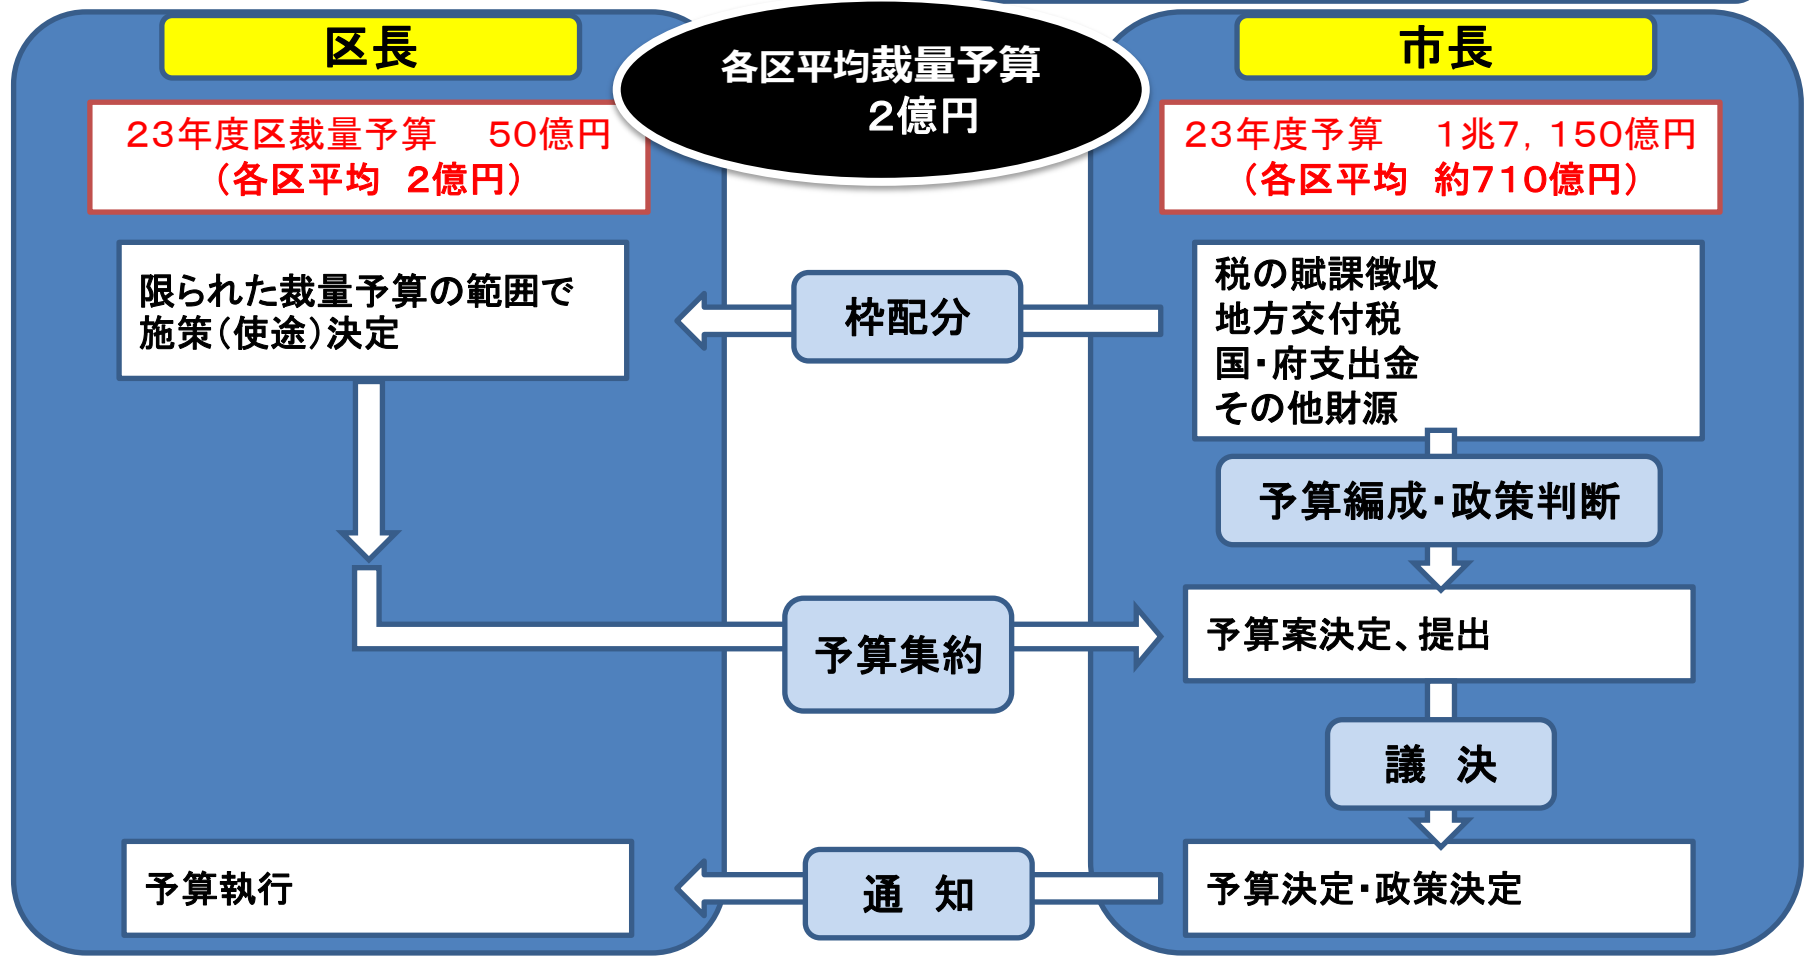 区長
各区平均裁量予算
2億円
市長
23年度区裁量予算　50億円
（各区平均　2億円）
23年度予算　1兆7，150億円
（各区平均　約710億円）
限られた裁量予算の範囲で
施策（使途）決定
枠配分
税の賦課徴収
地方交付税
国・府支出金
その他財源
予算編成・政策判断
予算集約
予算案決定、提出
議　決
予算執行
通　知
予算決定・政策決定